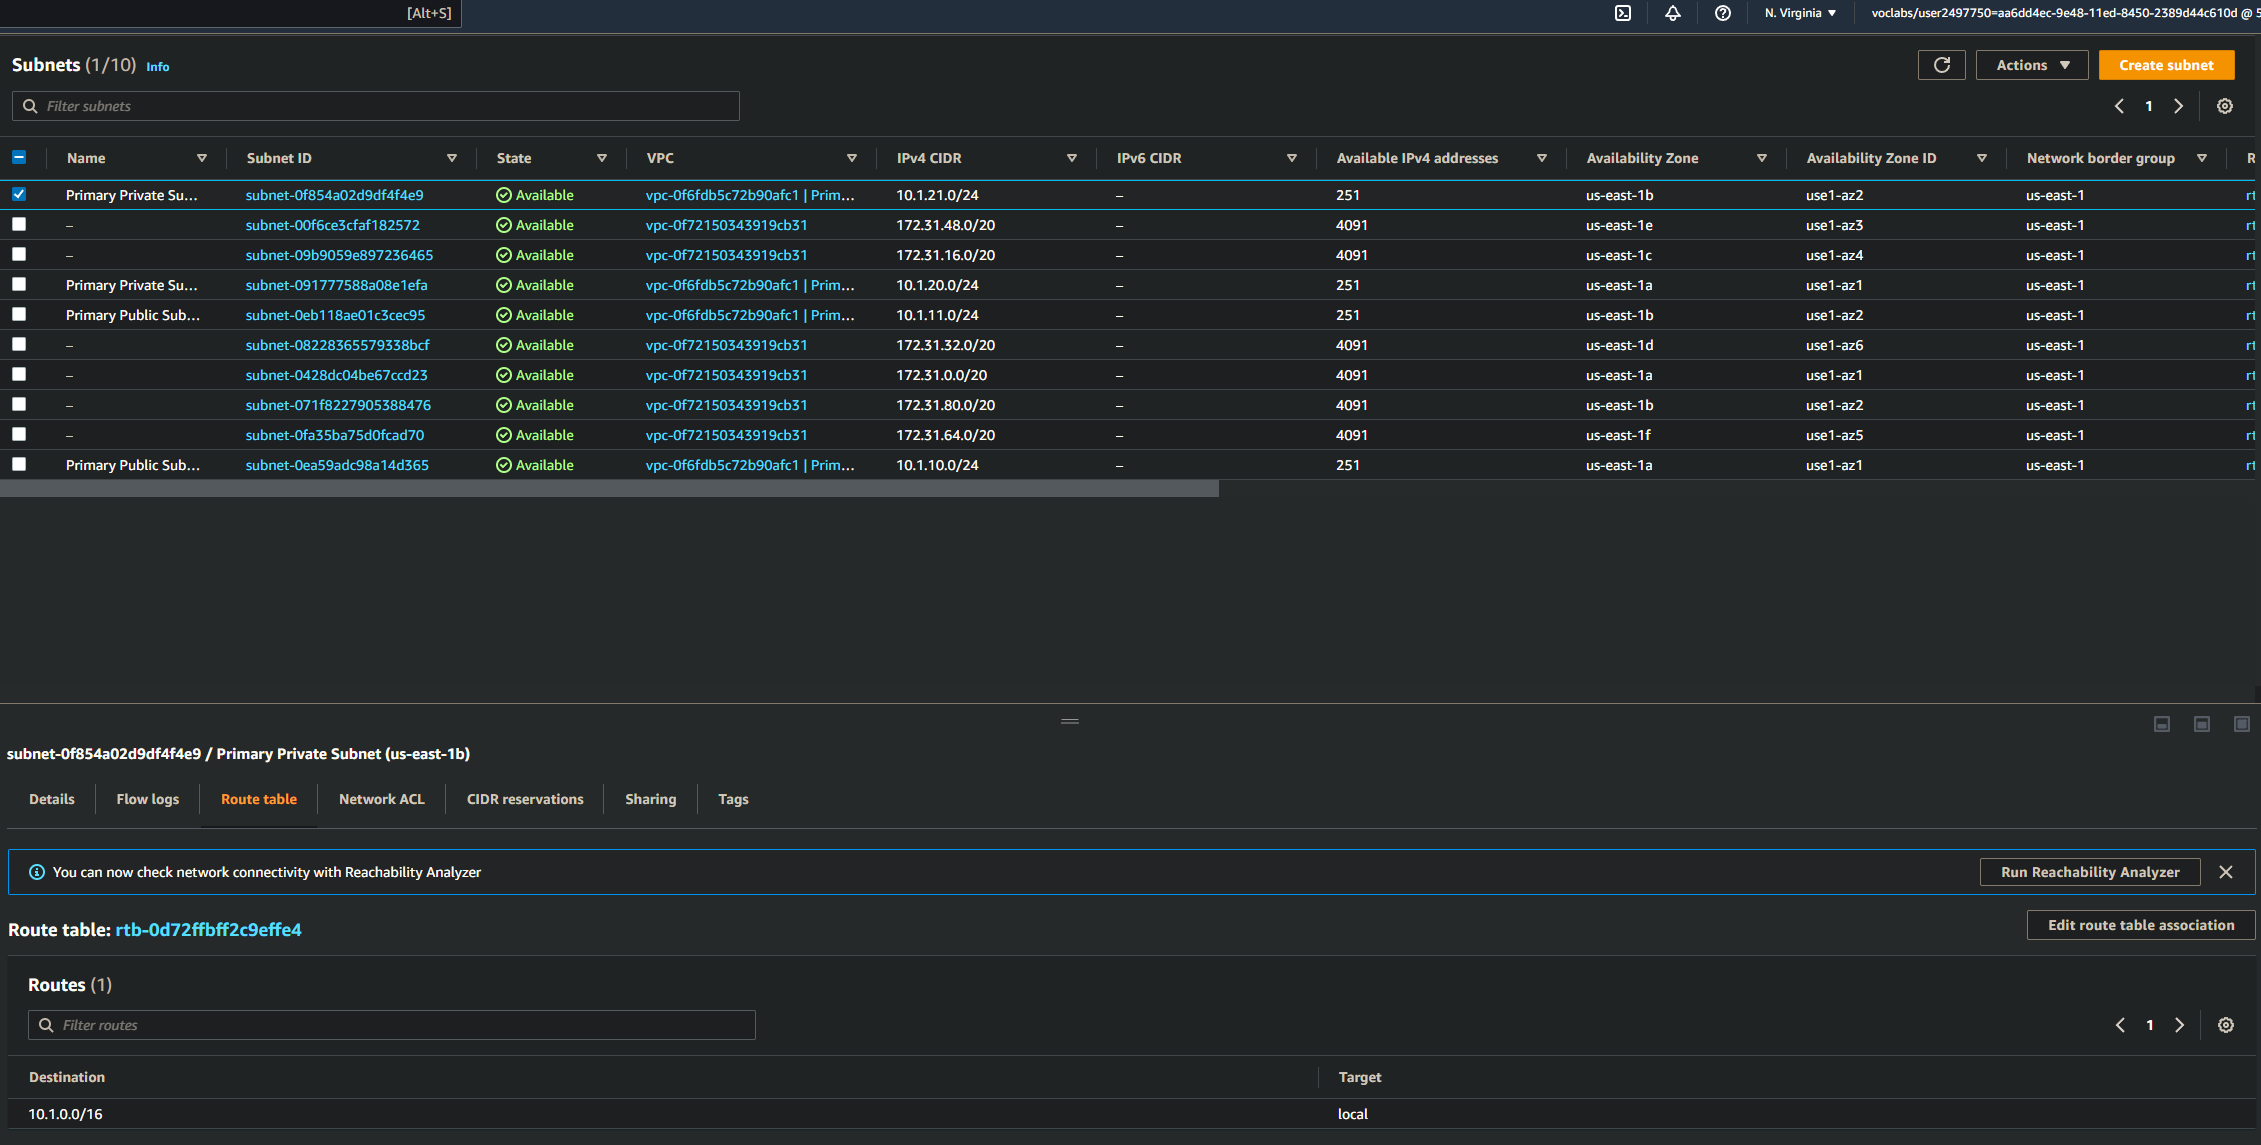 [Alt+S] N. Virginia ▼ voclabs/user2497750=aa6dd4ec-9e48-11ed-8450-2389d44c610d @ 5
Subnets (1/10) Info Actions ▼ Create subnet
Filter subnets 1
Name Subnet ID State VPC IPv4 CIDR IPv6 CIDR Available IPv4 addresses Availability Zone Availability Zone ID Network border group R
Primary Private Su... subnet-0f854a02d9df4f4e9 Available vpc-0f6fdb5c72b90afc1 | Prim... 10.1.21.0/24 – 251 us-east-1b use1-az2 us-east-1 rt
– subnet-00f6ce3cfaf182572 Available vpc-0f72150343919cb31 172.31.48.0/20 – 4091 us-east-1e use1-az3 us-east-1 rt
– subnet-09b9059e897236465 Available vpc-0f72150343919cb31 172.31.16.0/20 – 4091 us-east-1c use1-az4 us-east-1 rt
Primary Private Su... subnet-091777588a08e1efa Available vpc-0f6fdb5c72b90afc1 | Prim... 10.1.20.0/24 – 251 us-east-1a use1-az1 us-east-1 rt
Primary Public Sub... subnet-0eb118ae01c3cec95 Available vpc-0f6fdb5c72b90afc1 | Prim... 10.1.11.0/24 – 251 us-east-1b use1-az2 us-east-1 rt
– subnet-08228365579338bcf Available vpc-0f72150343919cb31 172.31.32.0/20 – 4091 us-east-1d use1-az6 us-east-1 rt
– subnet-0428dc04be67ccd23 Available vpc-0f72150343919cb31 172.31.0.0/20 – 4091 us-east-1a use1-az1 us-east-1 rt
– subnet-071f8227905388476 Available vpc-0f72150343919cb31 172.31.80.0/20 – 4091 us-east-1b use1-az2 us-east-1 rt
– subnet-0fa35ba75d0fcad70 Available vpc-0f72150343919cb31 172.31.64.0/20 – 4091 us-east-1f use1-az5 us-east-1 rt
Primary Public Sub... subnet-0ea59adc98a14d365 Available vpc-0f6fdb5c72b90afc1 | Prim... 10.1.10.0/24 – 251 us-east-1a use1-az1 us-east-1 rt
subnet-0f854a02d9df4f4e9 / Primary Private Subnet (us-east-1b)
Details Flow logs Route table Network ACL CIDR reservations Sharing Tags
You can now check network connectivity with Reachability Analyzer Run Reachability Analyzer
Route table: rtb-0d72ffbff2c9effe4 Edit route table association
Routes (1)
Filter routes 1
Destination Target
10.1.0.0/16 local